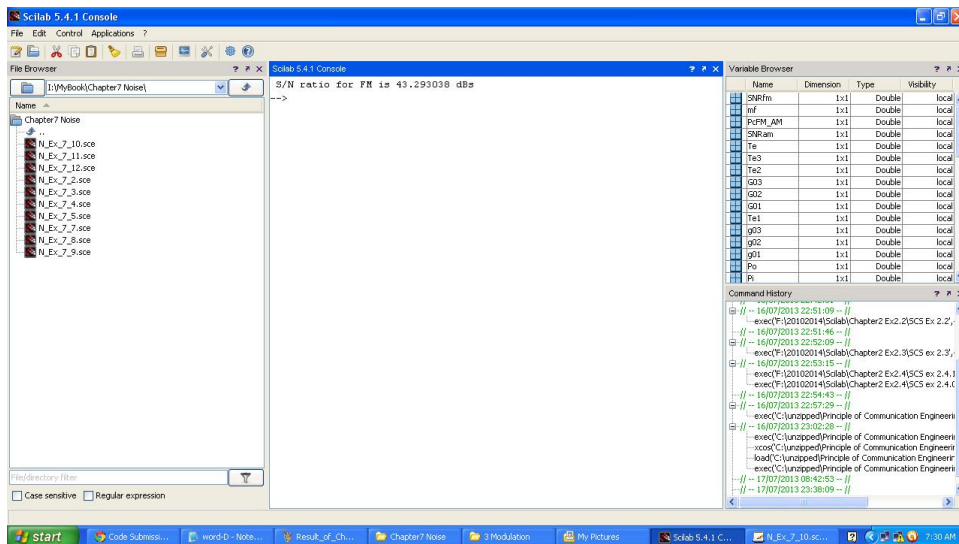 Scilab 5.4.1 Console
File Edit Control Applications ?
File Browser
I:\MyBook\Chapter7 Noise\
Name
Chapter7 Noise
..
N_Ex_7_10.sce
N_Ex_7_11.sce
N_Ex_7_12.sce
N_Ex_7_2.sce
N_Ex_7_3.sce
N_Ex_7_4.sce
N_Ex_7_5.sce
N_Ex_7_7.sce
N_Ex_7_8.sce
N_Ex_7_9.sce
File/directory filter
Case sensitive Regular expression
Scilab 5.4.1 Console
S/N ratio for FM is 43.293038 dBs
-->
Variable Browser
Name Dimension Type Visibility
SNRfm 1x1 Double local
mf 1x1 Double local
PcFM_AM 1x1 Double local
SNRam 1x1 Double local
Te 1x1 Double local
Te3 1x1 Double local
Te2 1x1 Double local
G03 1x1 Double local
G02 1x1 Double local
G01 1x1 Double local
Te1 1x1 Double local
g03 1x1 Double local
g02 1x1 Double local
g01 1x1 Double local
Po 1x1 Double local
Pi 1x1 Double local
Command History
// -- 16/07/2013 22:51:09 -- //
exec('F:\20102014\Scilab\Chapter2 Ex2.2\SCS Ex 2.2',
// -- 16/07/2013 22:51:46 -- //
// -- 16/07/2013 22:52:09 -- //
exec('F:\20102014\Scilab\Chapter2 Ex2.3\SCS ex 2.3',
// -- 16/07/2013 22:53:15 -- //
exec('F:\20102014\Scilab\Chapter2 Ex2.4\SCS ex 2.4.1
exec('F:\20102014\Scilab\Chapter2 Ex2.4\SCS ex 2.4.
// -- 16/07/2013 22:54:43 -- //
// -- 16/07/2013 22:57:29 -- //
exec('C:\unzipped\Principle of Communication Engineerin
// -- 16/07/2013 23:02:28 -- //
exec('C:\unzipped\Principle of Communication Engineerin
xcos('C:\unzipped\Principle of Communication Engineerin
load('C:\unzipped\Principle of Communication Engineerin
exec('C:\unzipped\Principle of Communication Engineerin
// -- 17/07/2013 08:42:53 -- //
// -- 17/07/2013 23:38:09 -- //
start Code Submissi... word-D - Note... Result_of_Ch... Chapter7 Noise 3 Modulation My Pictures Scilab 5.4.1 C... N_Ex_7_10.sc... 7:30 AM